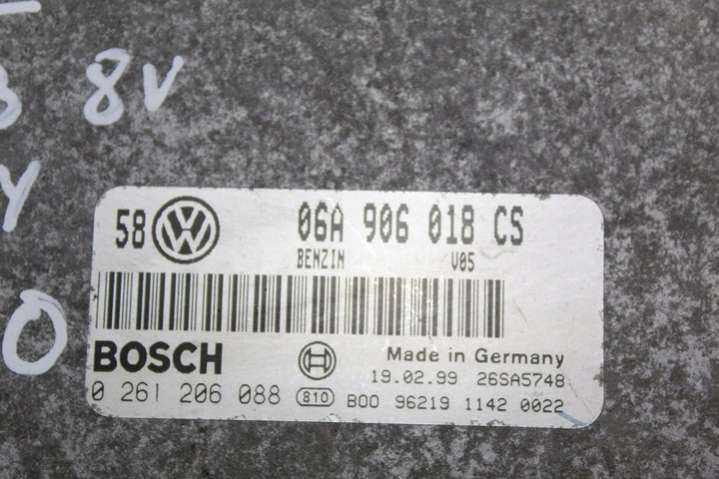 8V
Y
O
58 06A 906 018 CS
BENZIN V05
BOSCH
Made in Germany
19.02.99 26SA5748
0 261 206 088 810 B00 96219 1142 0022